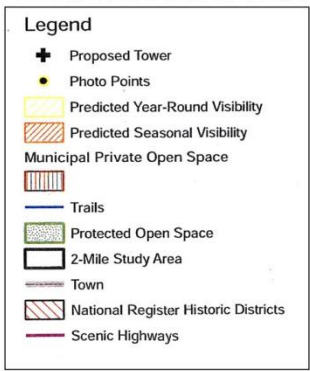 Legend
Proposed Tower
Photo Points
Predicted Year-Round Visibility
Predicted Seasonal Visibility
Municipal Private Open Space
Trails
Protected Open Space
2-Mile Study Area
Town
National Register Historic Districts
Scenic Highways